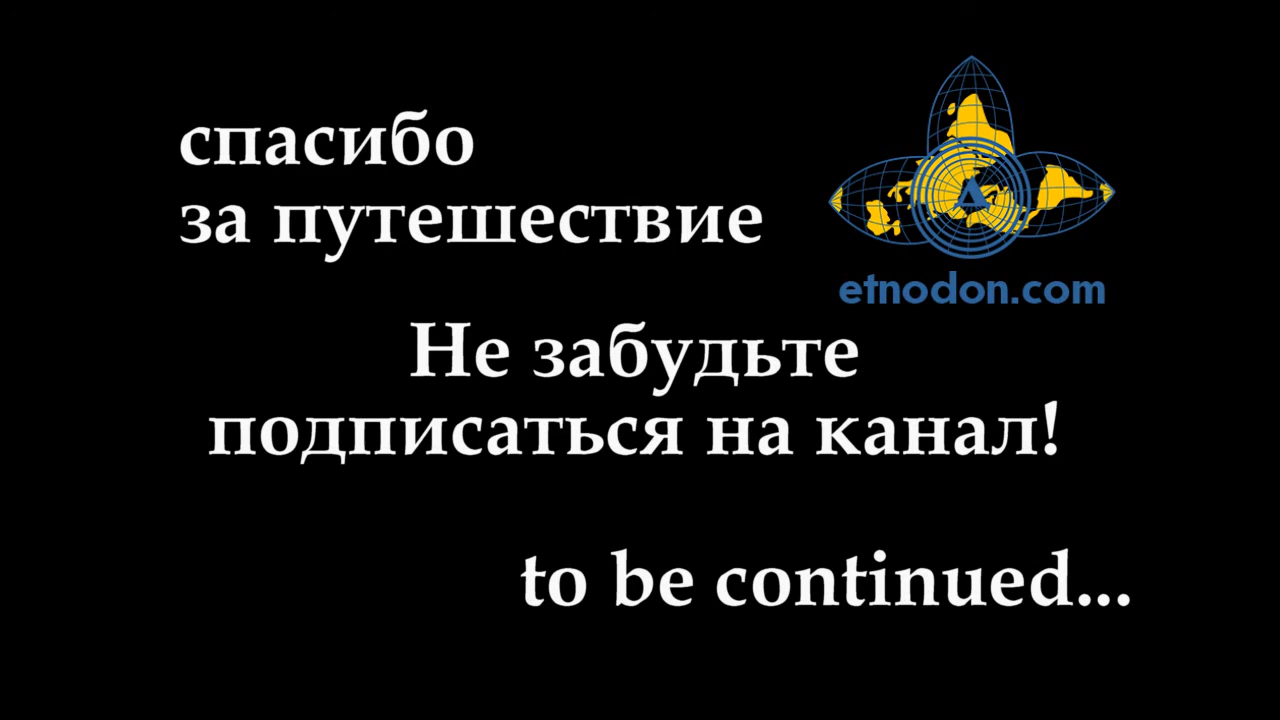 спасибо
за путешествие
etnodon.com
Не забудьте
подписаться на канал!
to be continued...